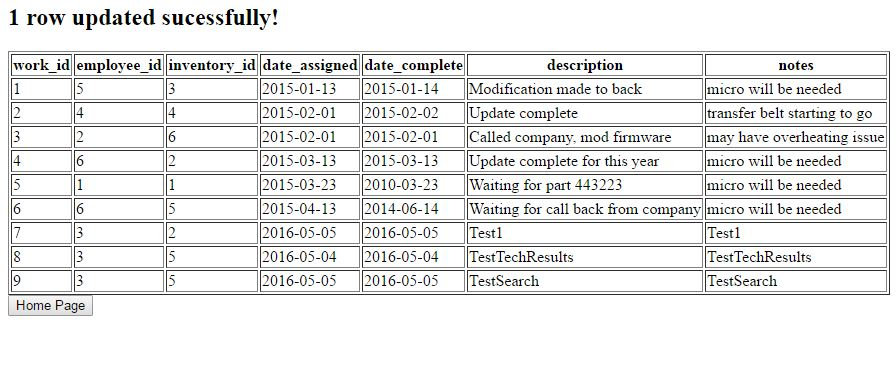 1 row updated sucessfully!
work_id employee_id inventory_id date_assigned date_complete description notes
1 5 3 2015-01-13 2015-01-14 Modification made to back micro will be needed
2 4 4 2015-02-01 2015-02-02 Update complete transfer belt starting to go
3 2 6 2015-02-01 2015-02-01 Called company, mod firmware may have overheating issue
4 6 2 2015-03-13 2015-03-13 Update complete for this year micro will be needed
5 1 1 2015-03-23 2010-03-23 Waiting for part 443223 micro will be needed
6 6 5 2015-04-13 2014-06-14 Waiting for call back from company micro will be needed
7 3 2 2016-05-05 2016-05-05 Test1 Test1
8 3 5 2016-05-04 2016-05-04 TestTechResults TestTechResults
9 3 5 2016-05-05 2016-05-05 TestSearch TestSearch
Home Page